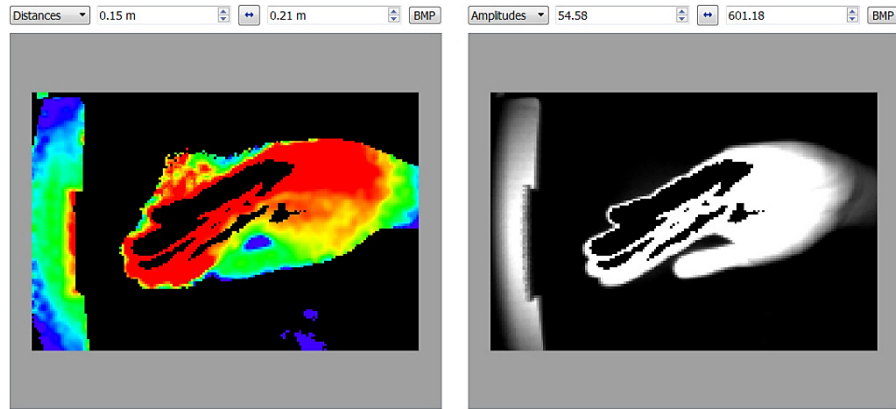 Distances 0.15 m ↔ 0.21 m BMP
Amplitudes 54.58 ↔ 601.18 BMP